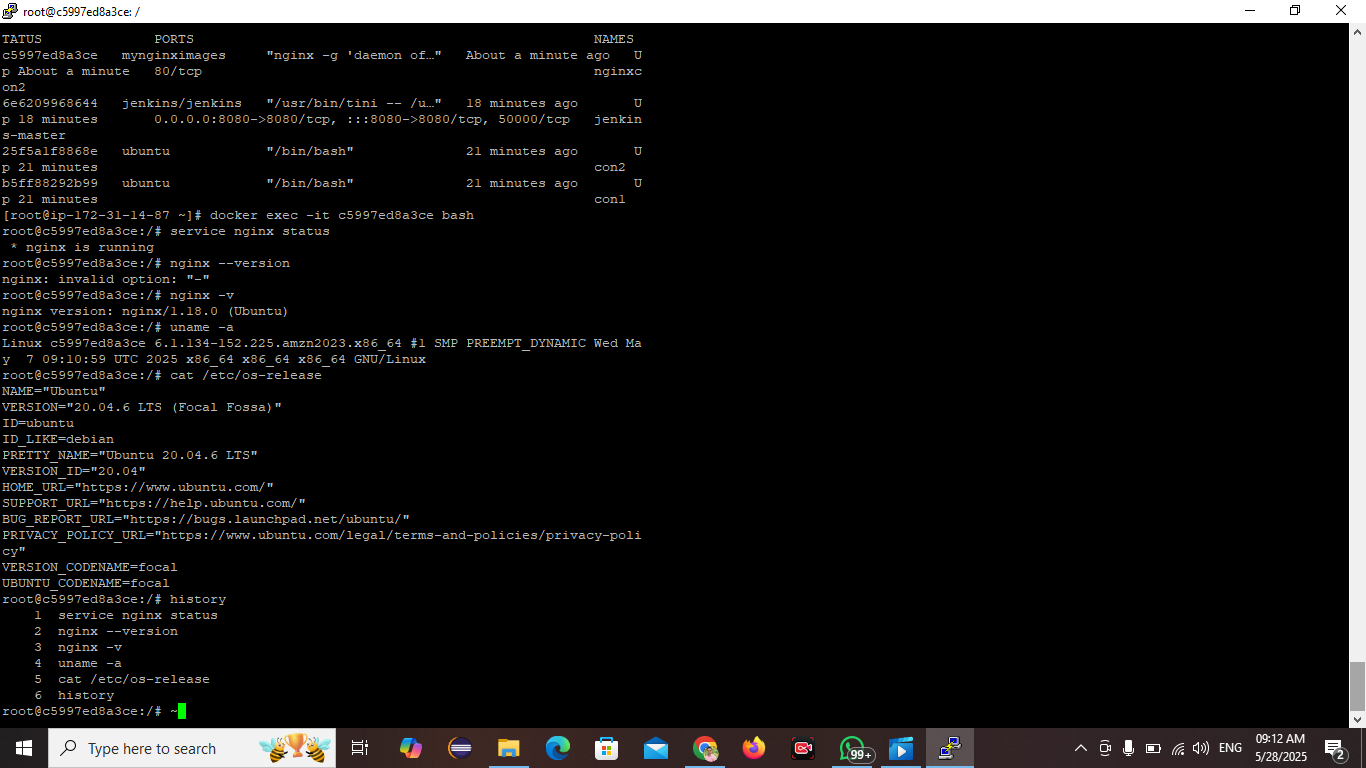 root@c5997ed8a3ce: /
TATUS              PORTS                                                  NAMES
c5997ed8a3ce   mynginximages     "nginx -g 'daemon of…"   About a minute ago   U
p About a minute   80/tcp                                                 nginxc
on2
6e6209968644   jenkins/jenkins   "/usr/bin/tini -- /u…"   18 minutes ago       U
p 18 minutes       0.0.0.0:8080->8080/tcp, :::8080->8080/tcp, 50000/tcp   jenkin
s-master
25f5a1f8868e   ubuntu            "/bin/bash"              21 minutes ago       U
p 21 minutes                                                              con2
b5ff88292b99   ubuntu            "/bin/bash"              21 minutes ago       U
p 21 minutes                                                              con1
[root@ip-172-31-14-87 ~]# docker exec -it c5997ed8a3ce bash
root@c5997ed8a3ce:/# service nginx status
 * nginx is running
root@c5997ed8a3ce:/# nginx --version
nginx: invalid option: "-"
root@c5997ed8a3ce:/# nginx -v
nginx version: nginx/1.18.0 (Ubuntu)
root@c5997ed8a3ce:/# uname -a
Linux c5997ed8a3ce 6.1.134-152.225.amzn2023.x86_64 #1 SMP PREEMPT_DYNAMIC Wed Ma
y  7 09:10:59 UTC 2025 x86_64 x86_64 x86_64 GNU/Linux
root@c5997ed8a3ce:/# cat /etc/os-release
NAME="Ubuntu"
VERSION="20.04.6 LTS (Focal Fossa)"
ID=ubuntu
ID_LIKE=debian
PRETTY_NAME="Ubuntu 20.04.6 LTS"
VERSION_ID="20.04"
HOME_URL="https://www.ubuntu.com/"
SUPPORT_URL="https://help.ubuntu.com/"
BUG_REPORT_URL="https://bugs.launchpad.net/ubuntu/"
PRIVACY_POLICY_URL="https://www.ubuntu.com/legal/terms-and-policies/privacy-poli
cy"
VERSION_CODENAME=focal
UBUNTU_CODENAME=focal
root@c5997ed8a3ce:/# history
    1  service nginx status
    2  nginx --version
    3  nginx -v
    4  uname -a
    5  cat /etc/os-release
    6  history
root@c5997ed8a3ce:/# ~
Type here to search
99+
ENG
09:12 AM
5/28/2025
2